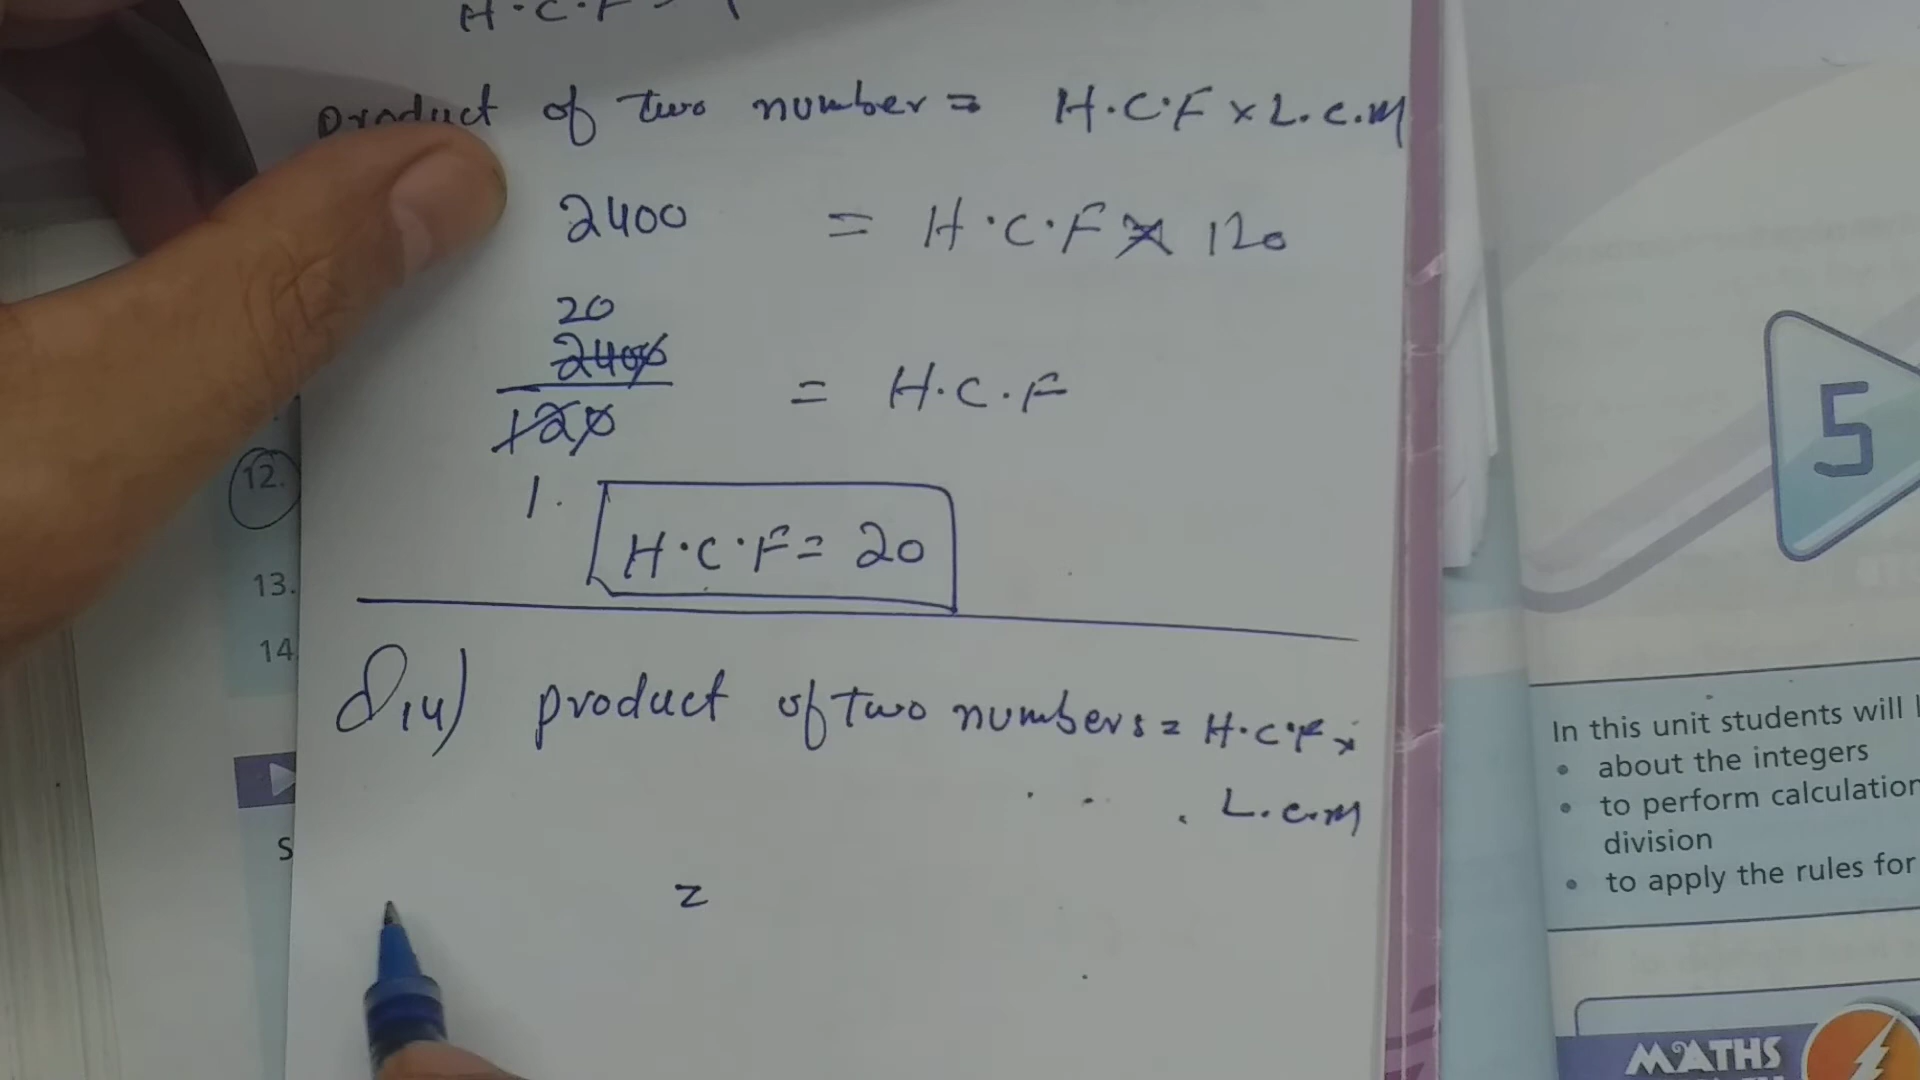 H.C.F =
product of two number = H.C.F x L.C.M
2400 = H.C.F x 120
20
2400
120
= H.C.F
1.
H.C.F = 20
12.
13.
14
Q14) product of two numbers = H.C.F x
L.C.M
=
S
5
In this unit students will l
• about the integers
• to perform calculation
division
• to apply the rules for
MATHS